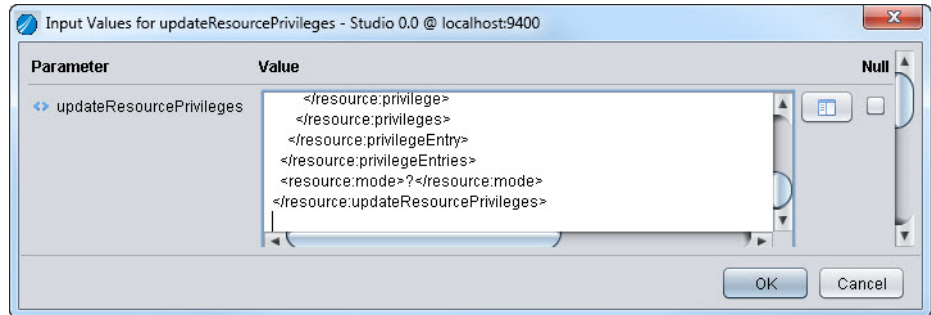 Input Values for updateResourcePrivileges - Studio 0.0 @ localhost:9400
Parameter Value Null
updateResourcePrivileges
</resource:privilege>
</resource:privileges>
</resource:privilegeEntry>
</resource:privilegeEntries>
<resource:mode>?</resource:mode>
</resource:updateResourcePrivileges>
OK Cancel